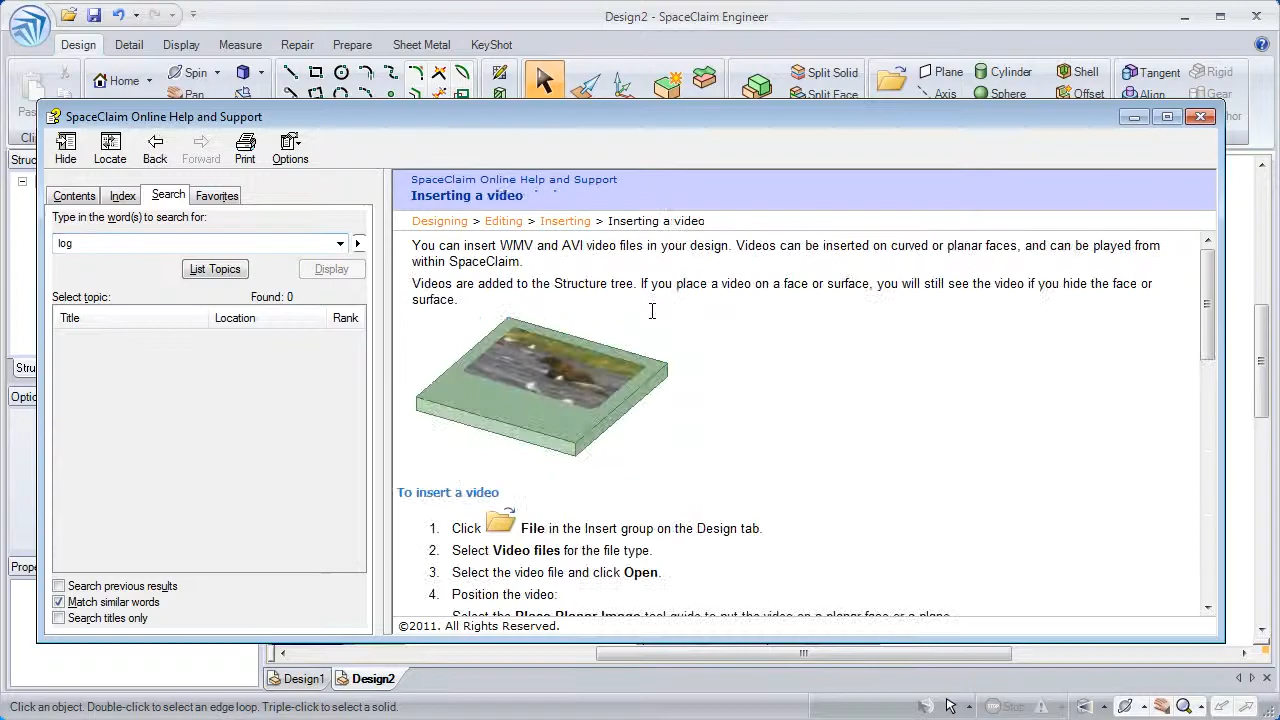 Design2 - SpaceClaim Engineer
Design Detail Display Measure Repair Prepare Sheet Metal KeyShot
Home Spin Split Solid Plane Cylinder Shell Tangent Rigid
Pan Split Face Axis Sphere Offset Align Gear
SpaceClaim Online Help and Support
Hide Locate Back Forward Print Options
Contents Index Search Favorites
Type in the word(s) to search for:
log
List Topics Display
Select topic: Found: 0
Title Location Rank
Search previous results
Match similar words
Search titles only
SpaceClaim Online Help and Support
Inserting a video
Designing > Editing > Inserting > Inserting a video
You can insert WMV and AVI video files in your design. Videos can be inserted on curved or planar faces, and can be played from
within SpaceClaim.
Videos are added to the Structure tree. If you place a video on a face or surface, you will still see the video if you hide the face or
surface.
To insert a video
1. Click File in the Insert group on the Design tab.
2. Select Video files for the file type.
3. Select the video file and click Open.
4. Position the video:
©2011. All Rights Reserved.
Design1 Design2
Click an object. Double-click to select an edge loop. Triple-click to select a solid.
Stop